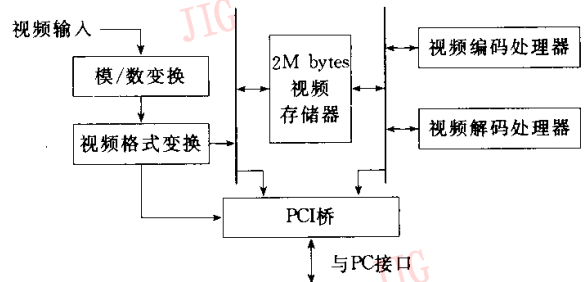 JIG
视频输入
模/数变换
视频格式变换
2M bytes
视频
存储器
视频编码处理器
视频解码处理器
PCI桥
与PC接口
JIG